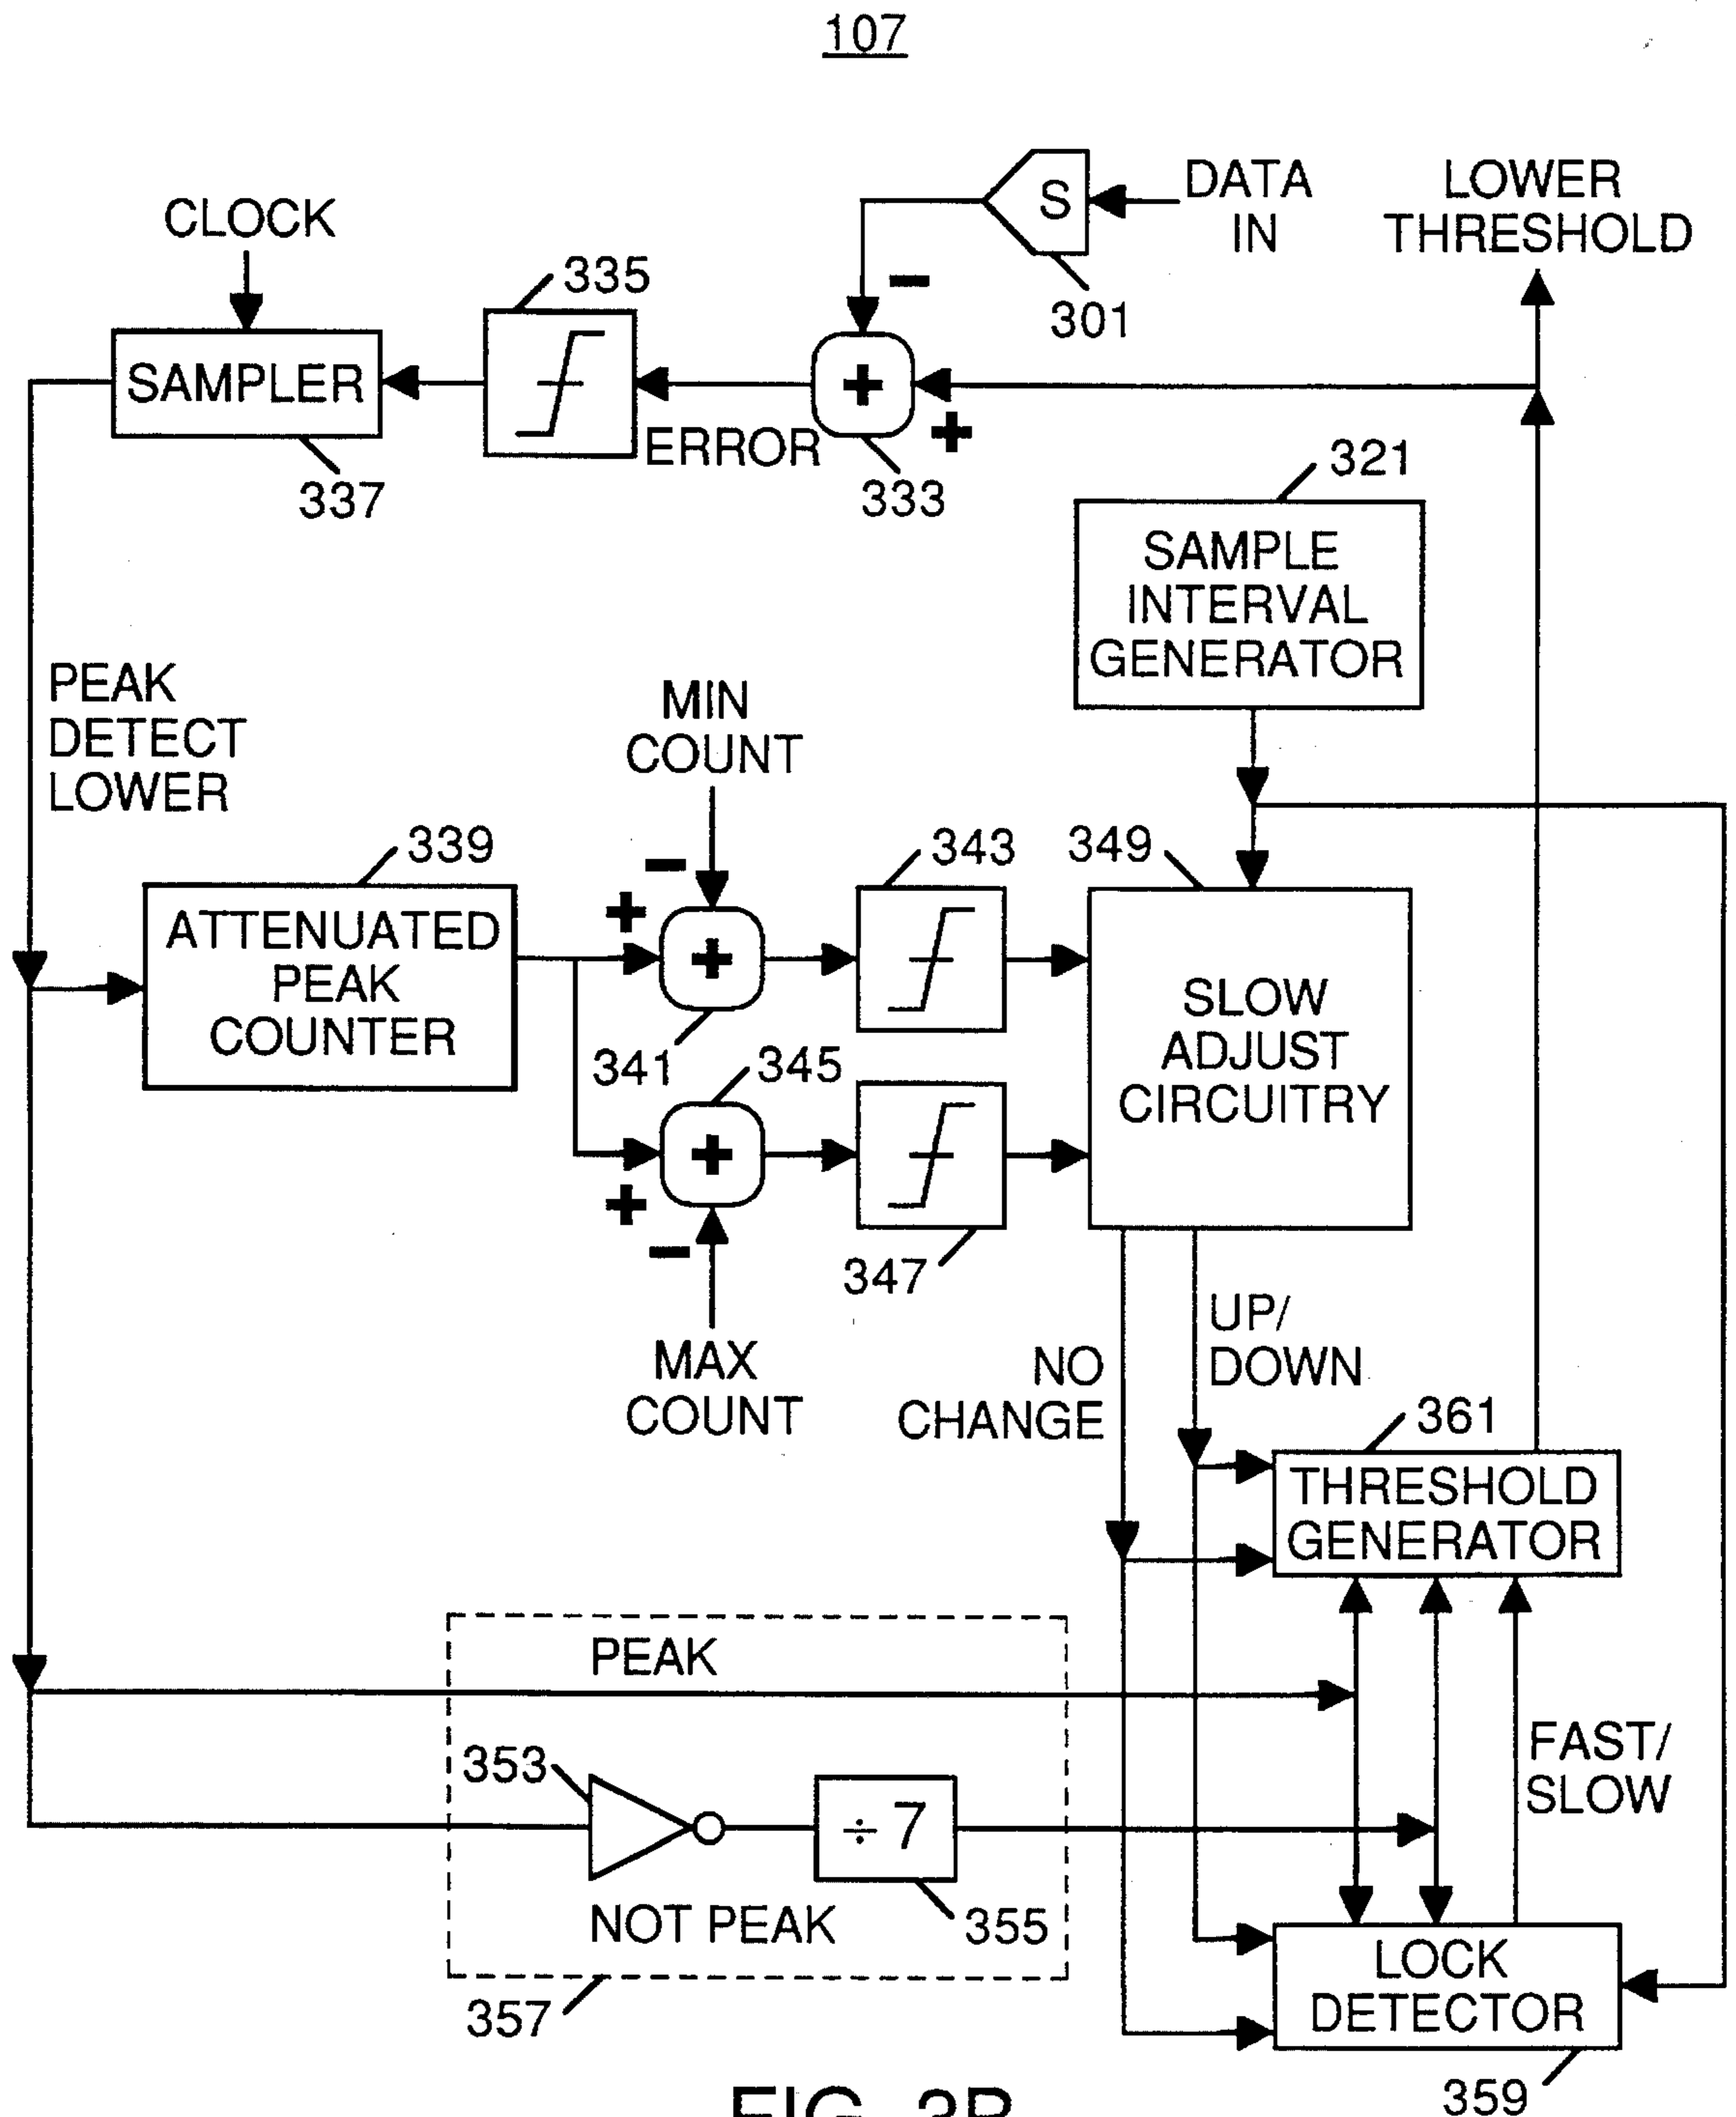 107
S
DATA
IN
LOWER
THRESHOLD
CLOCK
335
301
SAMPLER
+
ERROR
+
333
337
321
SAMPLE
INTERVAL
GENERATOR
PEAK
DETECT
LOWER
MIN
COUNT
339
343
349
ATTENUATED
PEAK
COUNTER
+
+
341
345
SLOW
ADJUST
CIRCUITRY
+
+
347
MAX
COUNT
NO
CHANGE
UP/
DOWN
361
THRESHOLD
GENERATOR
PEAK
353
÷ 7
FAST/
SLOW
NOT PEAK
355
357
LOCK
DETECTOR
359
FIG. 3B